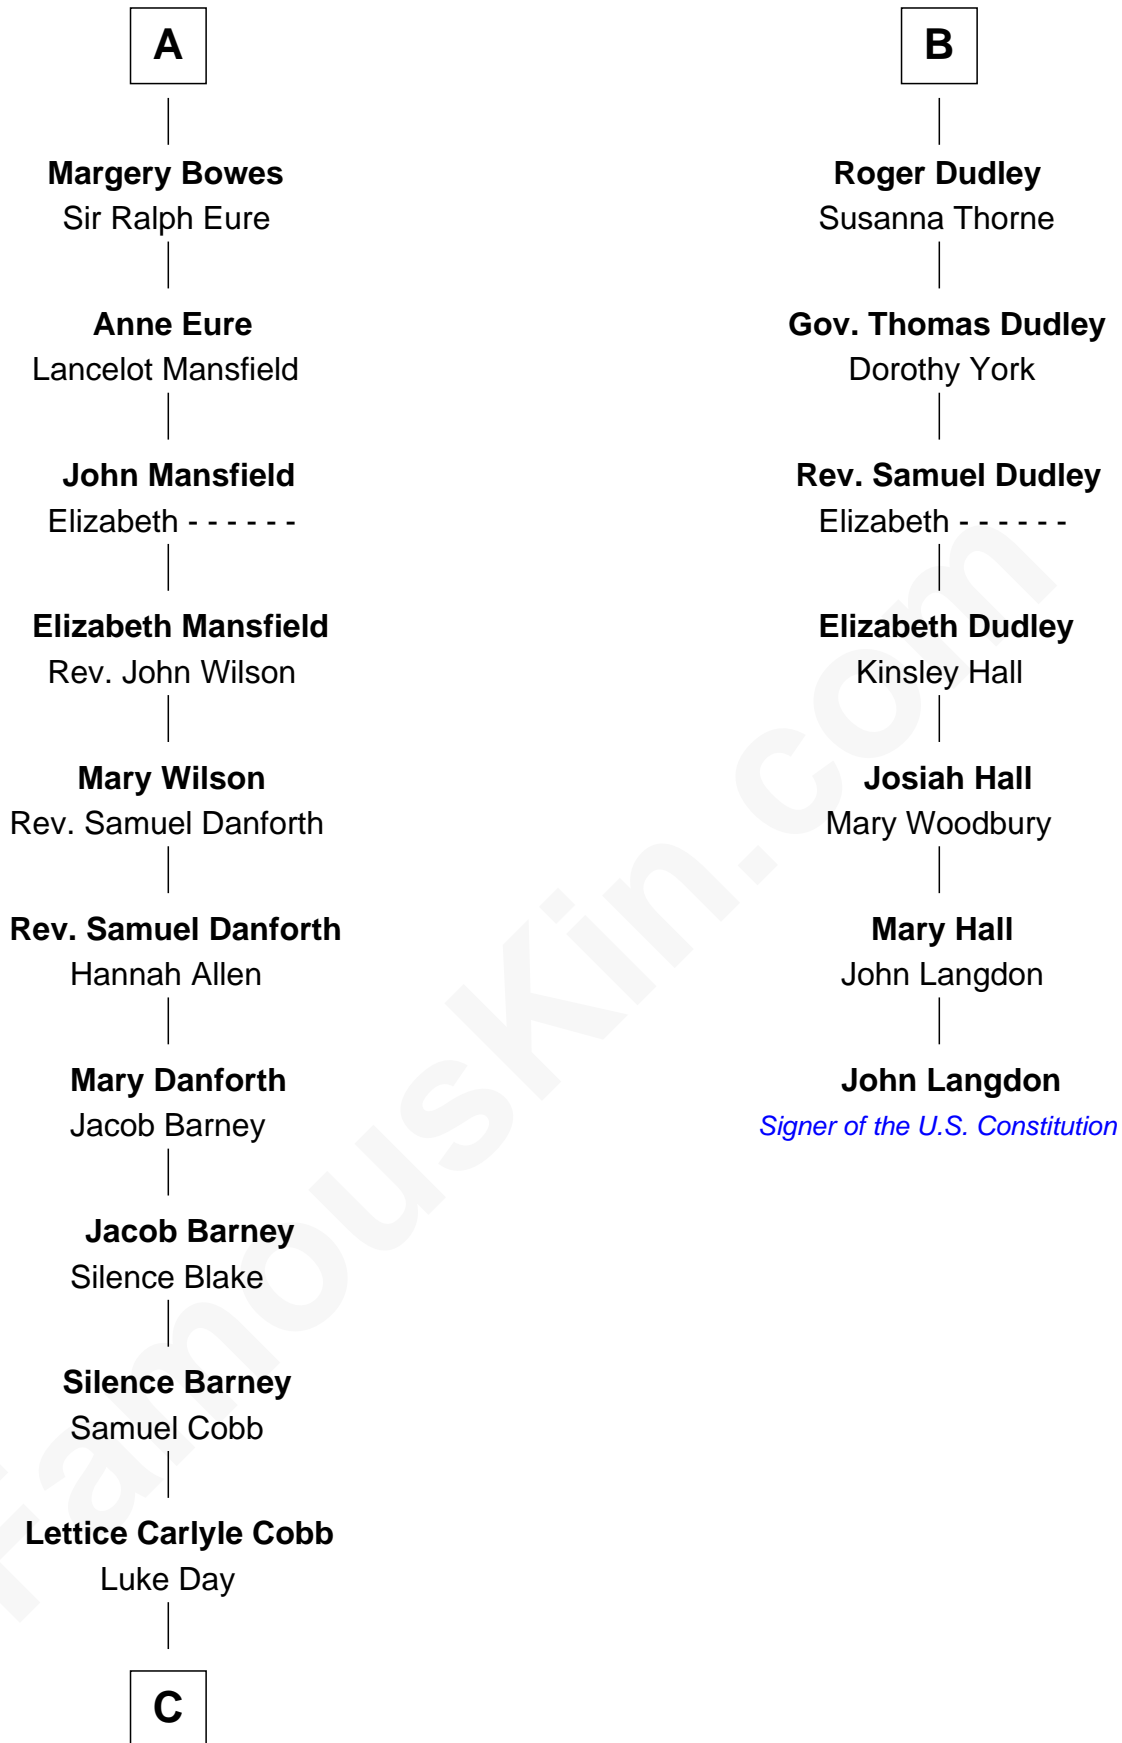 A
Margery Bowes
Sir Ralph Eure
Anne Eure
Lancelot Mansfield
John Mansfield
Elizabeth - - - - - -
Elizabeth Mansfield
Rev. John Wilson
Mary Wilson
Rev. Samuel Danforth
Rev. Samuel Danforth
Hannah Allen
Mary Danforth
Jacob Barney
Jacob Barney
Silence Blake
Silence Barney
Samuel Cobb
Lettice Carlyle Cobb
Luke Day
C
B
Roger Dudley
Susanna Thorne
Gov. Thomas Dudley
Dorothy York
Rev. Samuel Dudley
Elizabeth - - - - - -
Elizabeth Dudley
Kinsley Hall
Josiah Hall
Mary Woodbury
Mary Hall
John Langdon
John Langdon
Signer of the U.S. Constitution
FamousKin.com